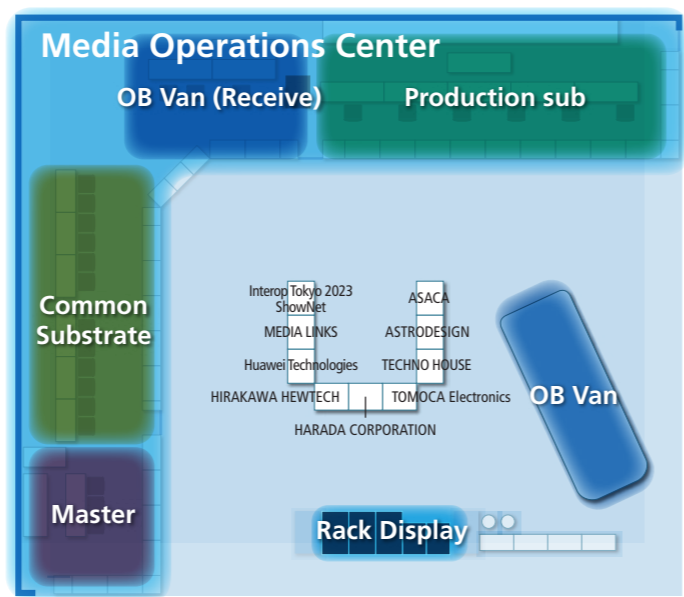 Media Operations Center
OB Van (Receive)
Production sub
Common
Substrate
Interop Tokyo 2023
ShowNet
ASACA
MEDIA LINKS
ASTRODESIGN
Huawei Technologies
TECHNO HOUSE
HIRAKAWA HEWTECH
TOMOCA Electronics
HARADA CORPORATION
OB Van
Master
Rack Display